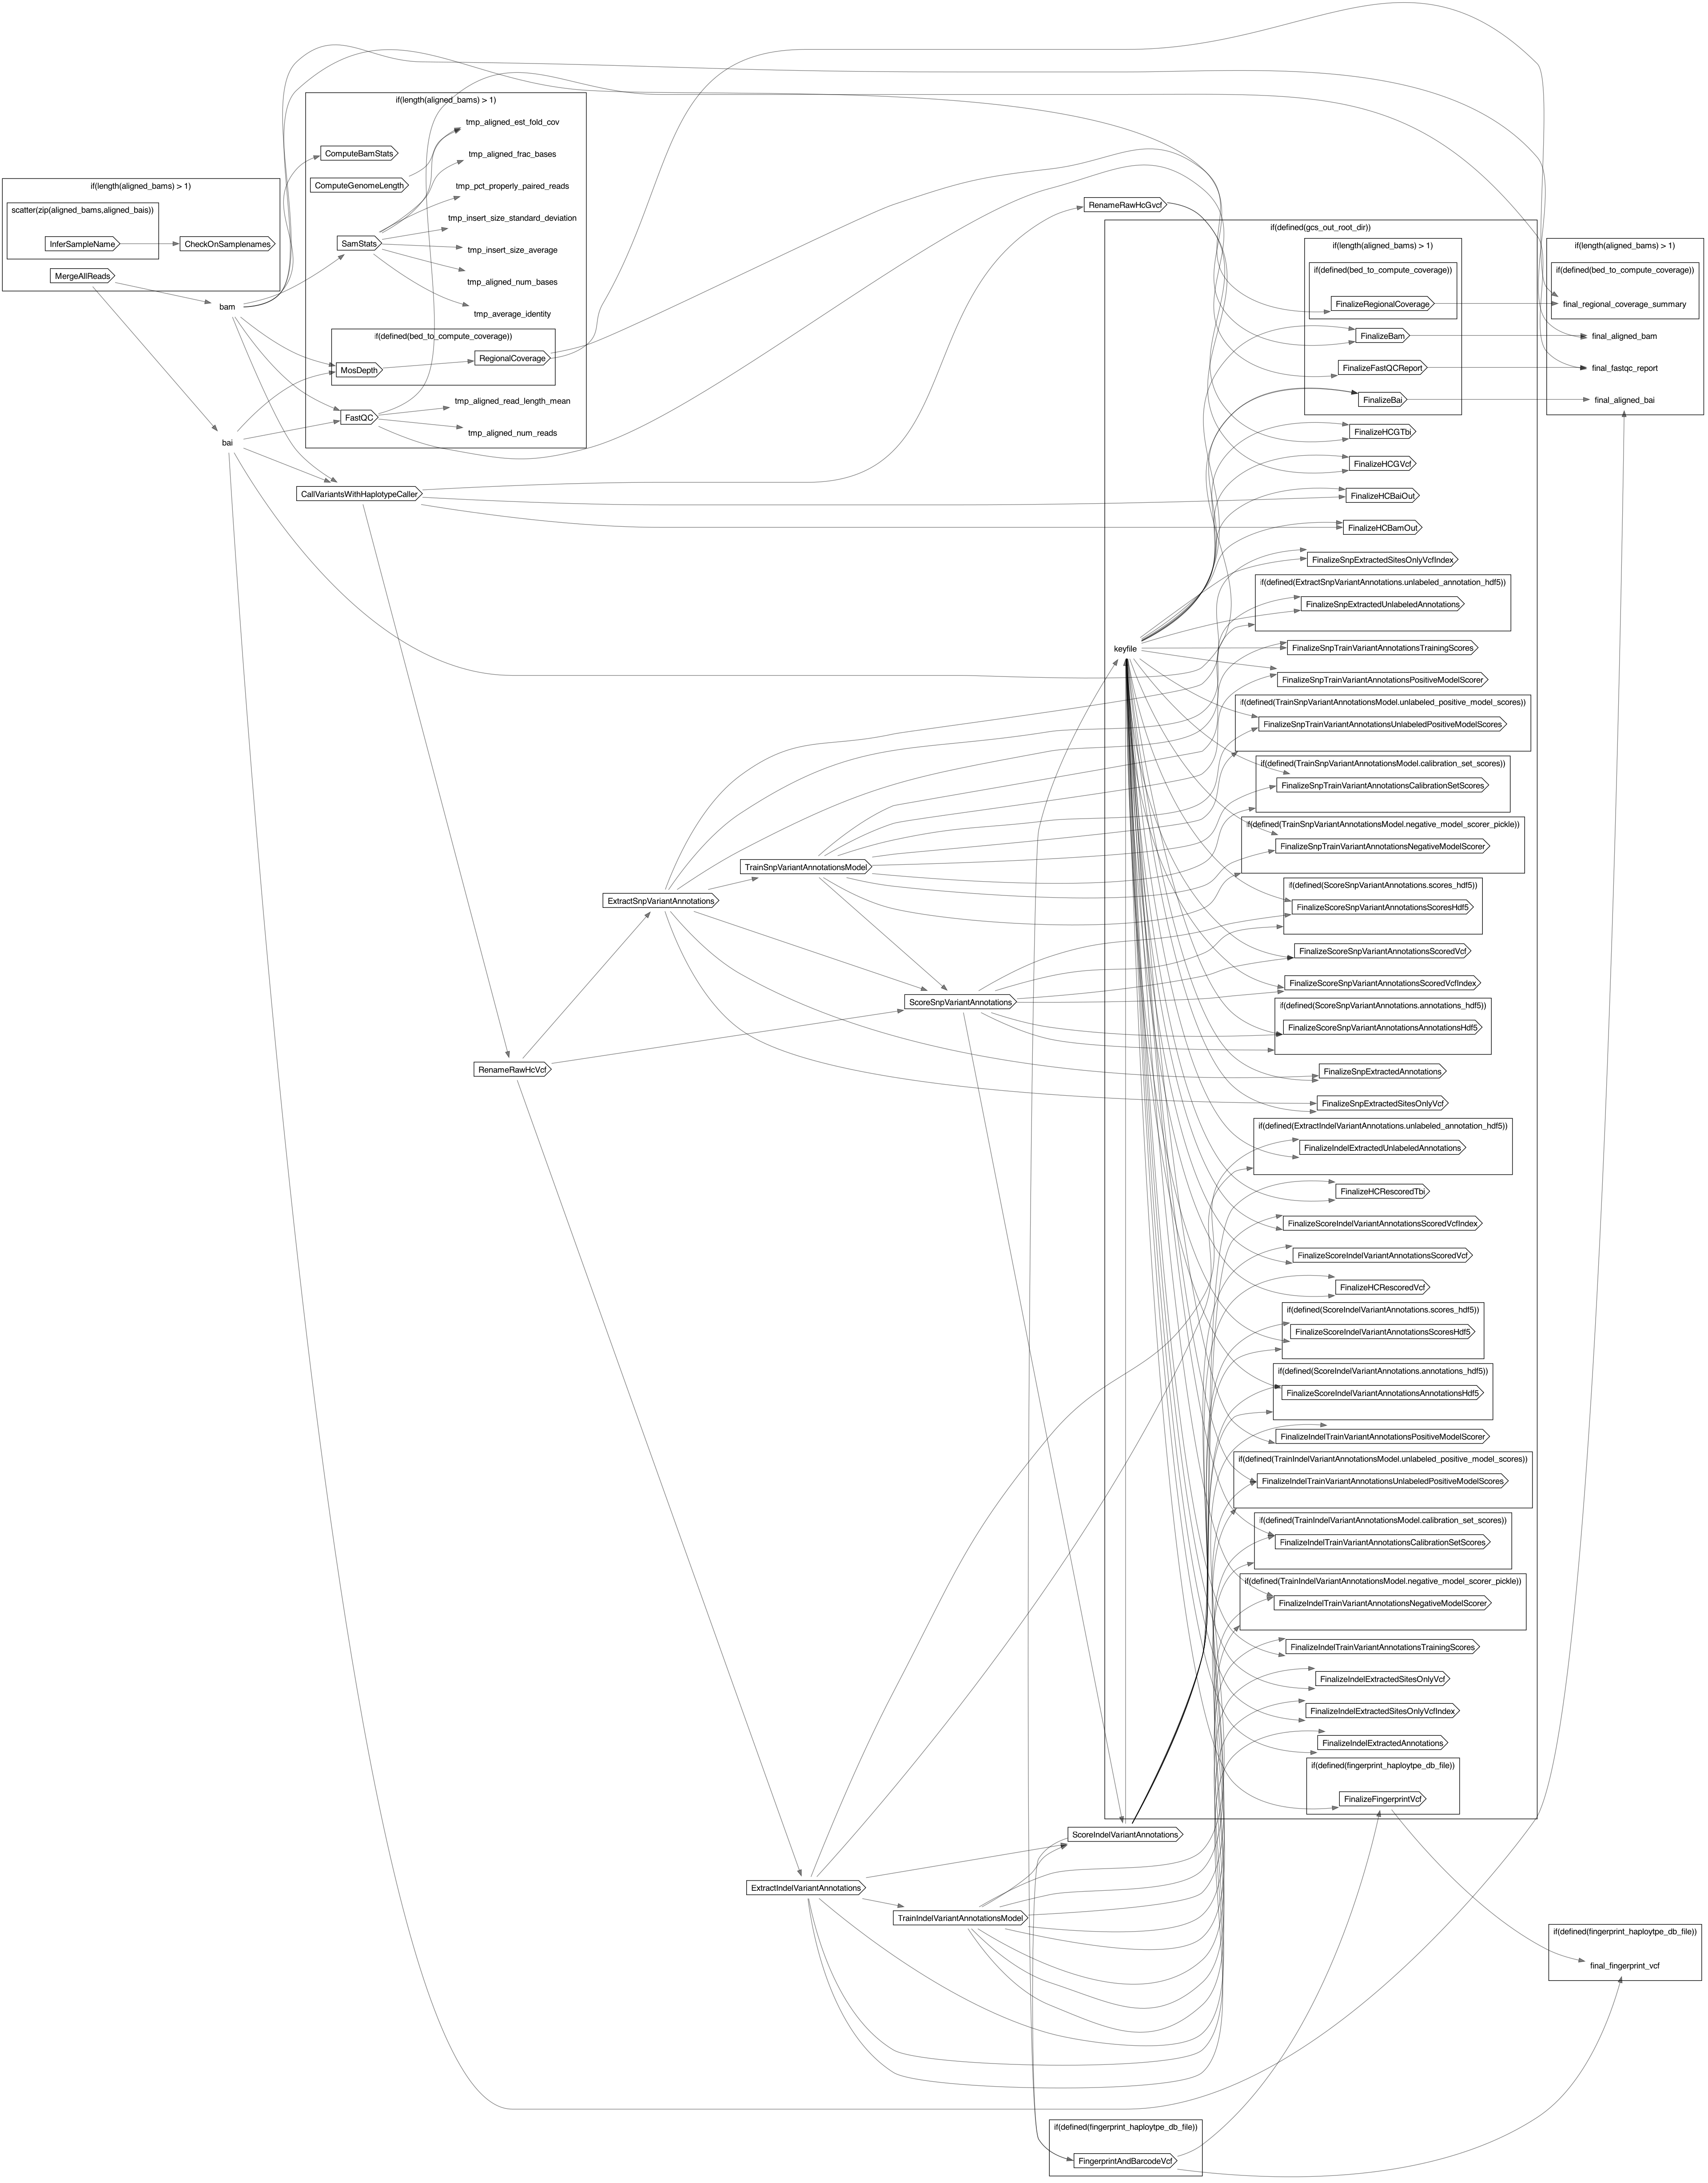 if(length(aligned_bams) > 1)
scatter(zip(aligned_bams,aligned_bais))
InferSampleName
CheckOnSamplenames
MergeAllReads
bam
bai
if(length(aligned_bams) > 1)
tmp_aligned_est_fold_cov
ComputeBamStats
tmp_aligned_frac_bases
ComputeGenomeLength
tmp_pct_properly_paired_reads
tmp_insert_size_standard_deviation
SamStats
tmp_insert_size_average
tmp_aligned_num_bases
tmp_average_identity
if(defined(bed_to_compute_coverage))
RegionalCoverage
MosDepth
tmp_aligned_read_length_mean
FastQC
tmp_aligned_num_reads
CallVariantsWithHaplotypeCaller
RenameRawHcGvcf
if(defined(gcs_out_root_dir))
if(length(aligned_bams) > 1)
if(defined(bed_to_compute_coverage))
FinalizeRegionalCoverage
FinalizeBam
FinalizeFastQCReport
FinalizeBai
if(length(aligned_bams) > 1)
if(defined(bed_to_compute_coverage))
final_regional_coverage_summary
final_aligned_bam
final_fastqc_report
final_aligned_bai
FinalizeHCGTbi
FinalizeHCGVcf
FinalizeHCBaiOut
FinalizeHCBamOut
FinalizeSnpExtractedSitesOnlyVcfIndex
if(defined(ExtractSnpVariantAnnotations.unlabeled_annotation_hdf5))
FinalizeSnpExtractedUnlabeledAnnotations
keyfile
FinalizeSnpTrainVariantAnnotationsTrainingScores
FinalizeSnpTrainVariantAnnotationsPositiveModelScorer
if(defined(TrainSnpVariantAnnotationsModel.unlabeled_positive_model_scores))
FinalizeSnpTrainVariantAnnotationsUnlabeledPositiveModelScores
if(defined(TrainSnpVariantAnnotationsModel.calibration_set_scores))
FinalizeSnpTrainVariantAnnotationsCalibrationSetScores
if(defined(TrainSnpVariantAnnotationsModel.negative_model_scorer_pickle))
FinalizeSnpTrainVariantAnnotationsNegativeModelScorer
TrainSnpVariantAnnotationsModel
ExtractSnpVariantAnnotations
if(defined(ScoreSnpVariantAnnotations.scores_hdf5))
FinalizeScoreSnpVariantAnnotationsScoresHdf5
FinalizeScoreSnpVariantAnnotationsScoredVcf
FinalizeScoreSnpVariantAnnotationsScoredVcfIndex
ScoreSnpVariantAnnotations
if(defined(ScoreSnpVariantAnnotations.annotations_hdf5))
FinalizeScoreSnpVariantAnnotationsAnnotationsHdf5
RenameRawHcVcf
FinalizeSnpExtractedAnnotations
FinalizeSnpExtractedSitesOnlyVcf
if(defined(ExtractIndelVariantAnnotations.unlabeled_annotation_hdf5))
FinalizeIndelExtractedUnlabeledAnnotations
FinalizeHCRescoredTbi
FinalizeScoreIndelVariantAnnotationsScoredVcfIndex
FinalizeScoreIndelVariantAnnotationsScoredVcf
FinalizeHCRescoredVcf
if(defined(ScoreIndelVariantAnnotations.scores_hdf5))
FinalizeScoreIndelVariantAnnotationsScoresHdf5
if(defined(ScoreIndelVariantAnnotations.annotations_hdf5))
FinalizeScoreIndelVariantAnnotationsAnnotationsHdf5
FinalizeIndelTrainVariantAnnotationsPositiveModelScorer
if(defined(TrainIndelVariantAnnotationsModel.unlabeled_positive_model_scores))
FinalizeIndelTrainVariantAnnotationsUnlabeledPositiveModelScores
if(defined(TrainIndelVariantAnnotationsModel.calibration_set_scores))
FinalizeIndelTrainVariantAnnotationsCalibrationSetScores
if(defined(TrainIndelVariantAnnotationsModel.negative_model_scorer_pickle))
FinalizeIndelTrainVariantAnnotationsNegativeModelScorer
FinalizeIndelTrainVariantAnnotationsTrainingScores
FinalizeIndelExtractedSitesOnlyVcf
FinalizeIndelExtractedSitesOnlyVcfIndex
FinalizeIndelExtractedAnnotations
if(defined(fingerprint_haploytpe_db_file))
FinalizeFingerprintVcf
ScoreIndelVariantAnnotations
ExtractIndelVariantAnnotations
TrainIndelVariantAnnotationsModel
if(defined(fingerprint_haploytpe_db_file))
final_fingerprint_vcf
if(defined(fingerprint_haploytpe_db_file))
FingerprintAndBarcodeVcf